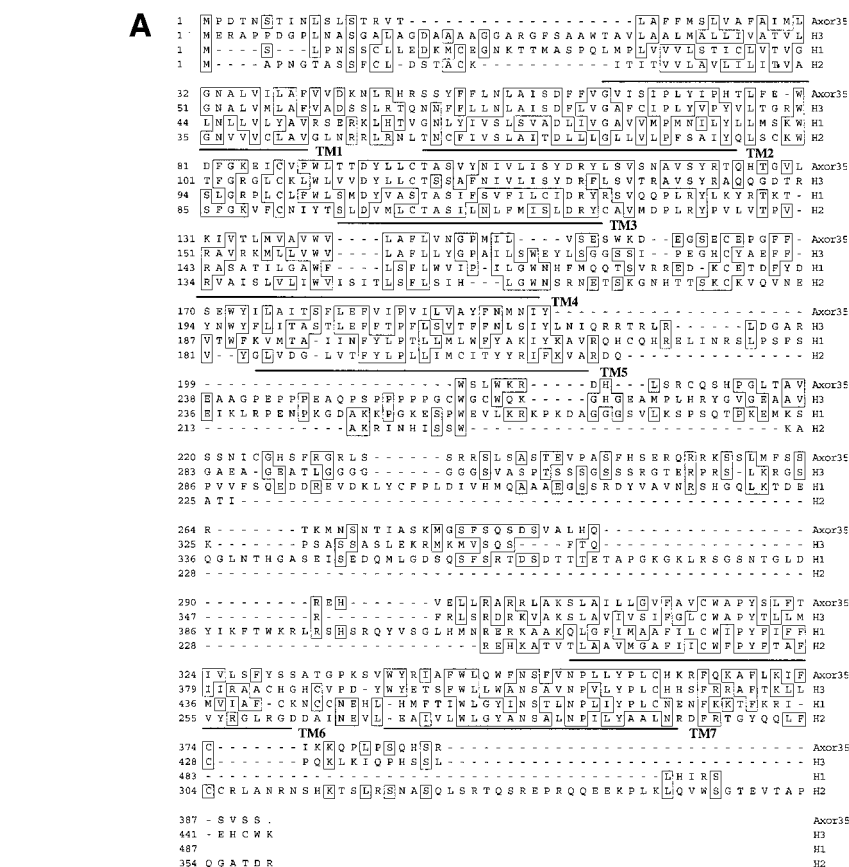 A
1 MPDTNSTINLSLSTRVT-------------------LAFFMSLVAFAIML Axor35
1 MERAPPDGPLNASGALAGDAAAAGGARGFSAAWTAVLAALMALLIVATVL H3
1 M----S---LPNSSCLLEDKMCEGNKTTMASPQLMPLVVVLSTICLVTVG H1
1 M----APNGTASSFCL-DSTACK-----------ITITVVLAVLILITVA H2
32 GNALVILAFVVDKNLRHRSSYFFLNLAISDFFVGVISIPLYIPHTLFE-W Axor35
51 GNALVMLAFVADSSLRTQNNFFLLNLAISDFLVGAFCIPLYVPYVLTGRW H3
44 LNLLVLYAVRSERKLHTVGNLYIVSLSVADLIVGAVVMPMNILYLLMSKW H1
35 GNVVVCLAVGLNRRLRNLTNCFIVSLAITDLLLGLLVLPFSAIYQLSCKW H2
TM1 TM2
81 DFGKEICVFWLTTDYLLCTASVYNIVLISYDRYLSVSNAVSYRTQHTGVL Axor35
101 TFGRGLCKLWLVVDYLLCTSSAFNIVLISYDRFLSVTRAVSYRAQQGDTR H3
94 SLGRPLCLFWLSMDYVASTASIFSVFILCIDRYRSVQQPLRYLKYRTKT- H1
85 SFGKVFCNIYTSLDVMLCTASILNLFMISLDRYCAVMDPLRYPVLVTPV- H2
TM3
131 KIVTLMVAVWV----LAFLVNGPMIL----VSESWKD--EGSECEPGFF- Axor35
151 RAVRKMLLVWV----LAFLLYGPAILSWEYLSGGSSI--PEGHCYAEFF- H3
143 RASATILGAWF----LSFLWVIP-ILGWNHFMQQTSVRRED-KCETDFYD H1
134 RVAISLVLIWVISITLSFLSIH--LGWNSRNETSKGNHTTSKCKVQVNE H2
TM4
170 SEWYILAITSFLEFVIPVILVAYFNMNIY--------------------- Axor35
194 YNWYFLITASTLEFFTPFLSVTFFNLSIYLNIQRRTRLR------LDGAR H3
187 VTWFKVMTA-IINFYLPTLLMLWFYAKIYKAVRQHCQHRELINRSLPSFS H1
181 V--YGLVDG-LVTFYLPLLIMCITYYRIFKVARDQ--------------- H2
TM5
199 ---------------------WSLWKR-----DH---LSRCQSHPGLTAV Axor35
238 EAAGPEPPPEAQPSPPPPPGCWGCWQK-----GHGHAMPLHRYGVGEAAV H3
236 EIKLRPENPKGDAKKPGKESPWEVLKRKPKDAGGGSVLKSPSQTPKEMKS H1
213 ------------AKRINHISSW--------------------------KA H2
220 SSNICGHSFRGRLS------SRRSLSASTEVPASFHSERQRRKSSLMFSS Axor35
283 GAEA-GEATLGGGG------GGGSVASPTSSSGSSSRGTERPRS-LKRGS H3
286 PVVFSQEDDREVDKLYCFPLDIVHMQAAAEGSSRDYVAVNRSHGQLKTDE H1
225 ATI----------------------------------------------- H2
264 R-------TKMNSNTIASKMGSFSQSDSVALHQ----------------- Axor35
325 K-------PSASSASLEKRMKMVSQS----FTQ----------------- H3
336 QGLNTHGASEISEDQMLGDSQSFSRTDSDTTTETAPGKGKLRSGSNTGLD H1
228 -------------------------------------------------- H2
290 ---------REH-------VELLRARRLAKSLAILLGVFAVCWAPYSLFT Axor35
347 ---------R---------FRLSRDRKVAKSLAVIVSIFGLCWAPYTLLM H3
386 YIKFTWKRLRSHSRQYVSGLHMNRERKAAKQLGFIMAAFILCWIPYFIFF H1
228 -----------------------REHKATVTLAAVMGAFIICWFPYFTAF H2
324 IVLSFYSSATGPKSVWYRIAFWLQWFNSFVNPLLYPLCHKRFQKAFLKIF Axor35
379 IIRAACHGHCVPD-YWYETSFWLLWANSAVNPVLYPLCHHSFRRAFTKLL H3
436 MVIAF-CKNCCNEHL-HMFTIWLGYINSTLNPLIYPLCNENFKKTFKRI- H1
255 VYRGLRGDDAINEVL-EAIVLWLGYANSALNPILYAALNRDFRTGYQQLF H2
TM6 TM7
374 C-------IKKQPLPSQHSR------------------------------ Axor35
428 C-------PQKLKIQPHSSL------------------------------ H3
483 --------------------------------------LHIRS H1
304 CCRLANRNSHKTSLRSNASQLSRTQSREPRQQEEKPLKLQVWSGTEVTAP H2
387 -SVSS. Axor35
441 -EHCWK H3
487 H1
354 QGATDR H2